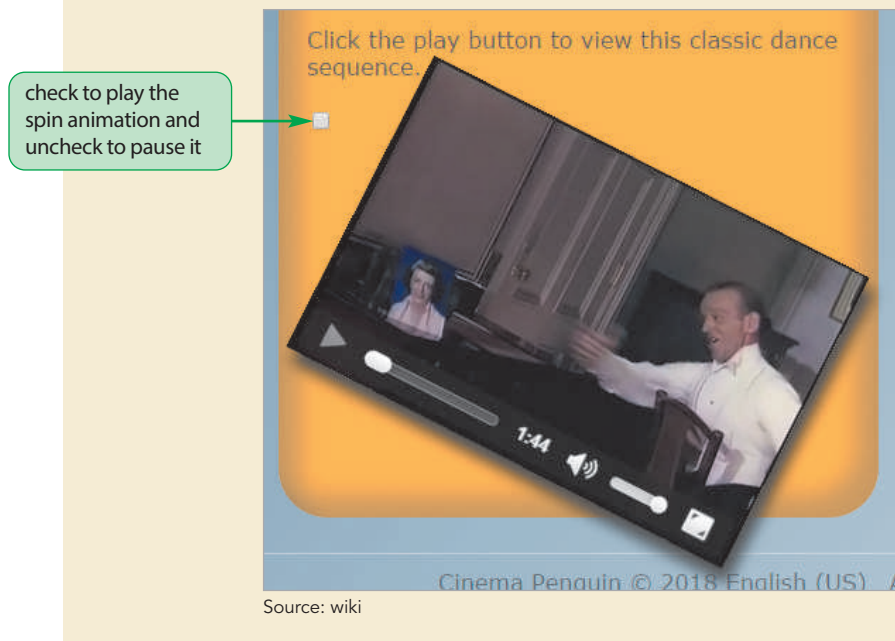 Click the play button to view this classic dance
sequence.
check to play the
spin animation and
uncheck to pause it
1:44
Cinema Penguin © 2018 English (US)
Source: wiki